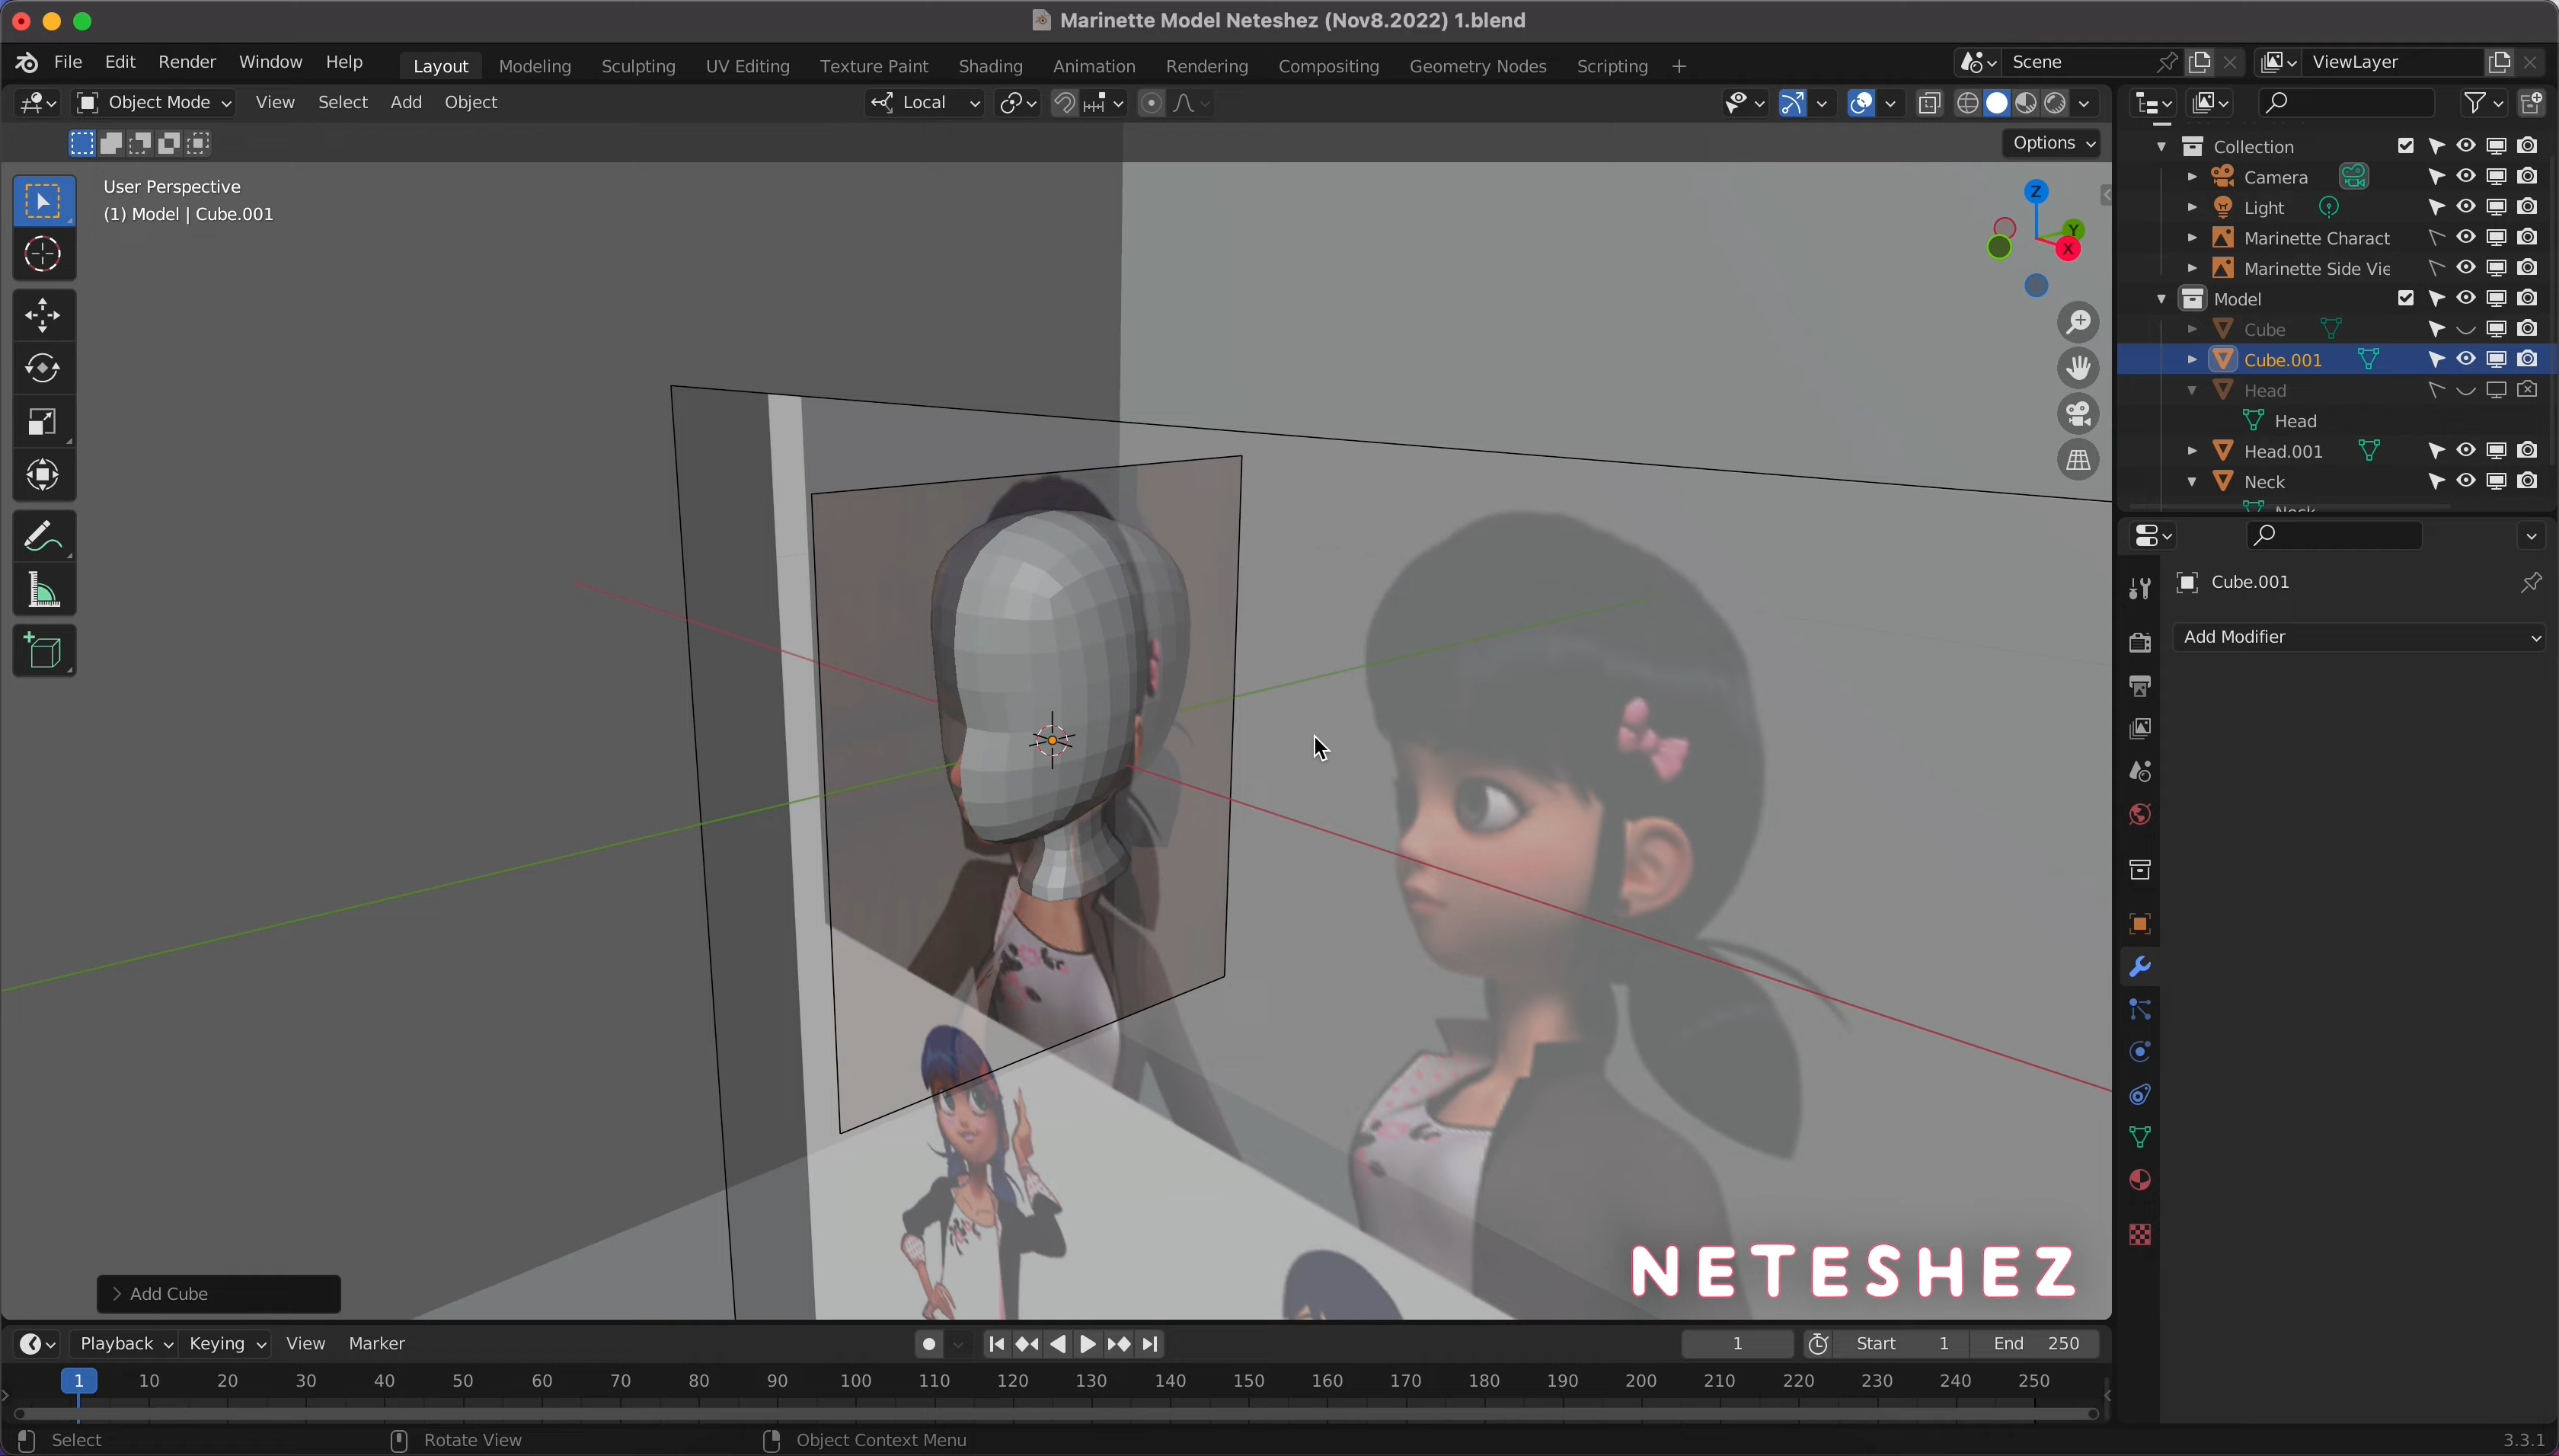 Marinette Model Neteshez (Nov8.2022) 1.blend
File Edit Render Window Help Layout Modeling Sculpting UV Editing Texture Paint Shading Animation Rendering Compositing Geometry Nodes Scripting + Scene ViewLayer
Object Mode View Select Add Object Local
Options
User Perspective
(1) Model | Cube.001
Z
Y
X
Collection
Camera
Light
Marinette Charact
Marinette Side Vie
Model
Cube
Cube.001
Head
Head
Head.001
Neck
Neck
Cube.001
Add Modifier
NETESHEZ
Add Cube
Playback Keying View Marker 1 Start 1 End 250
1 10 20 30 40 50 60 70 80 90 100 110 120 130 140 150 160 170 180 190 200 210 220 230 240 250
Select Rotate View Object Context Menu 3.3.1